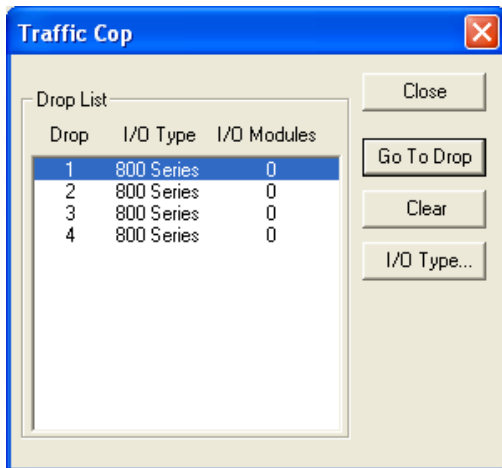 Traffic Cop
Drop List
Drop I/O Type I/O Modules
1 800 Series 0
2 800 Series 0
3 800 Series 0
4 800 Series 0
Close
Go To Drop
Clear
I/O Type...